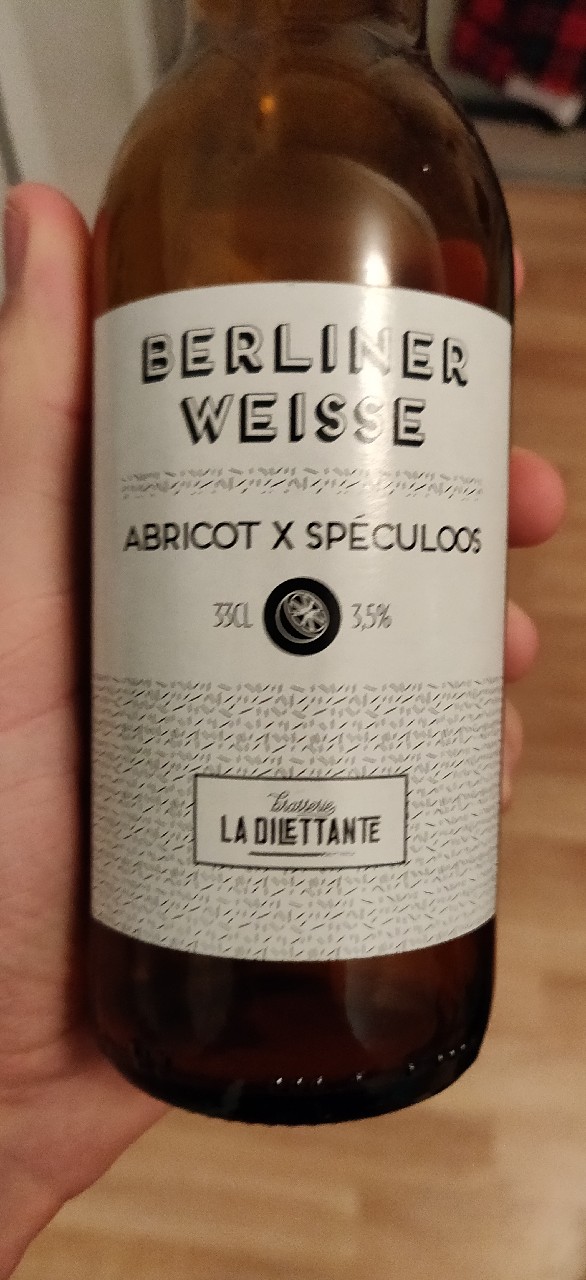 BERLINER
WEISSE
ABRICOT X SPÉCULOOS
33CL 3,5%
brasserie
LA DILETTANTE